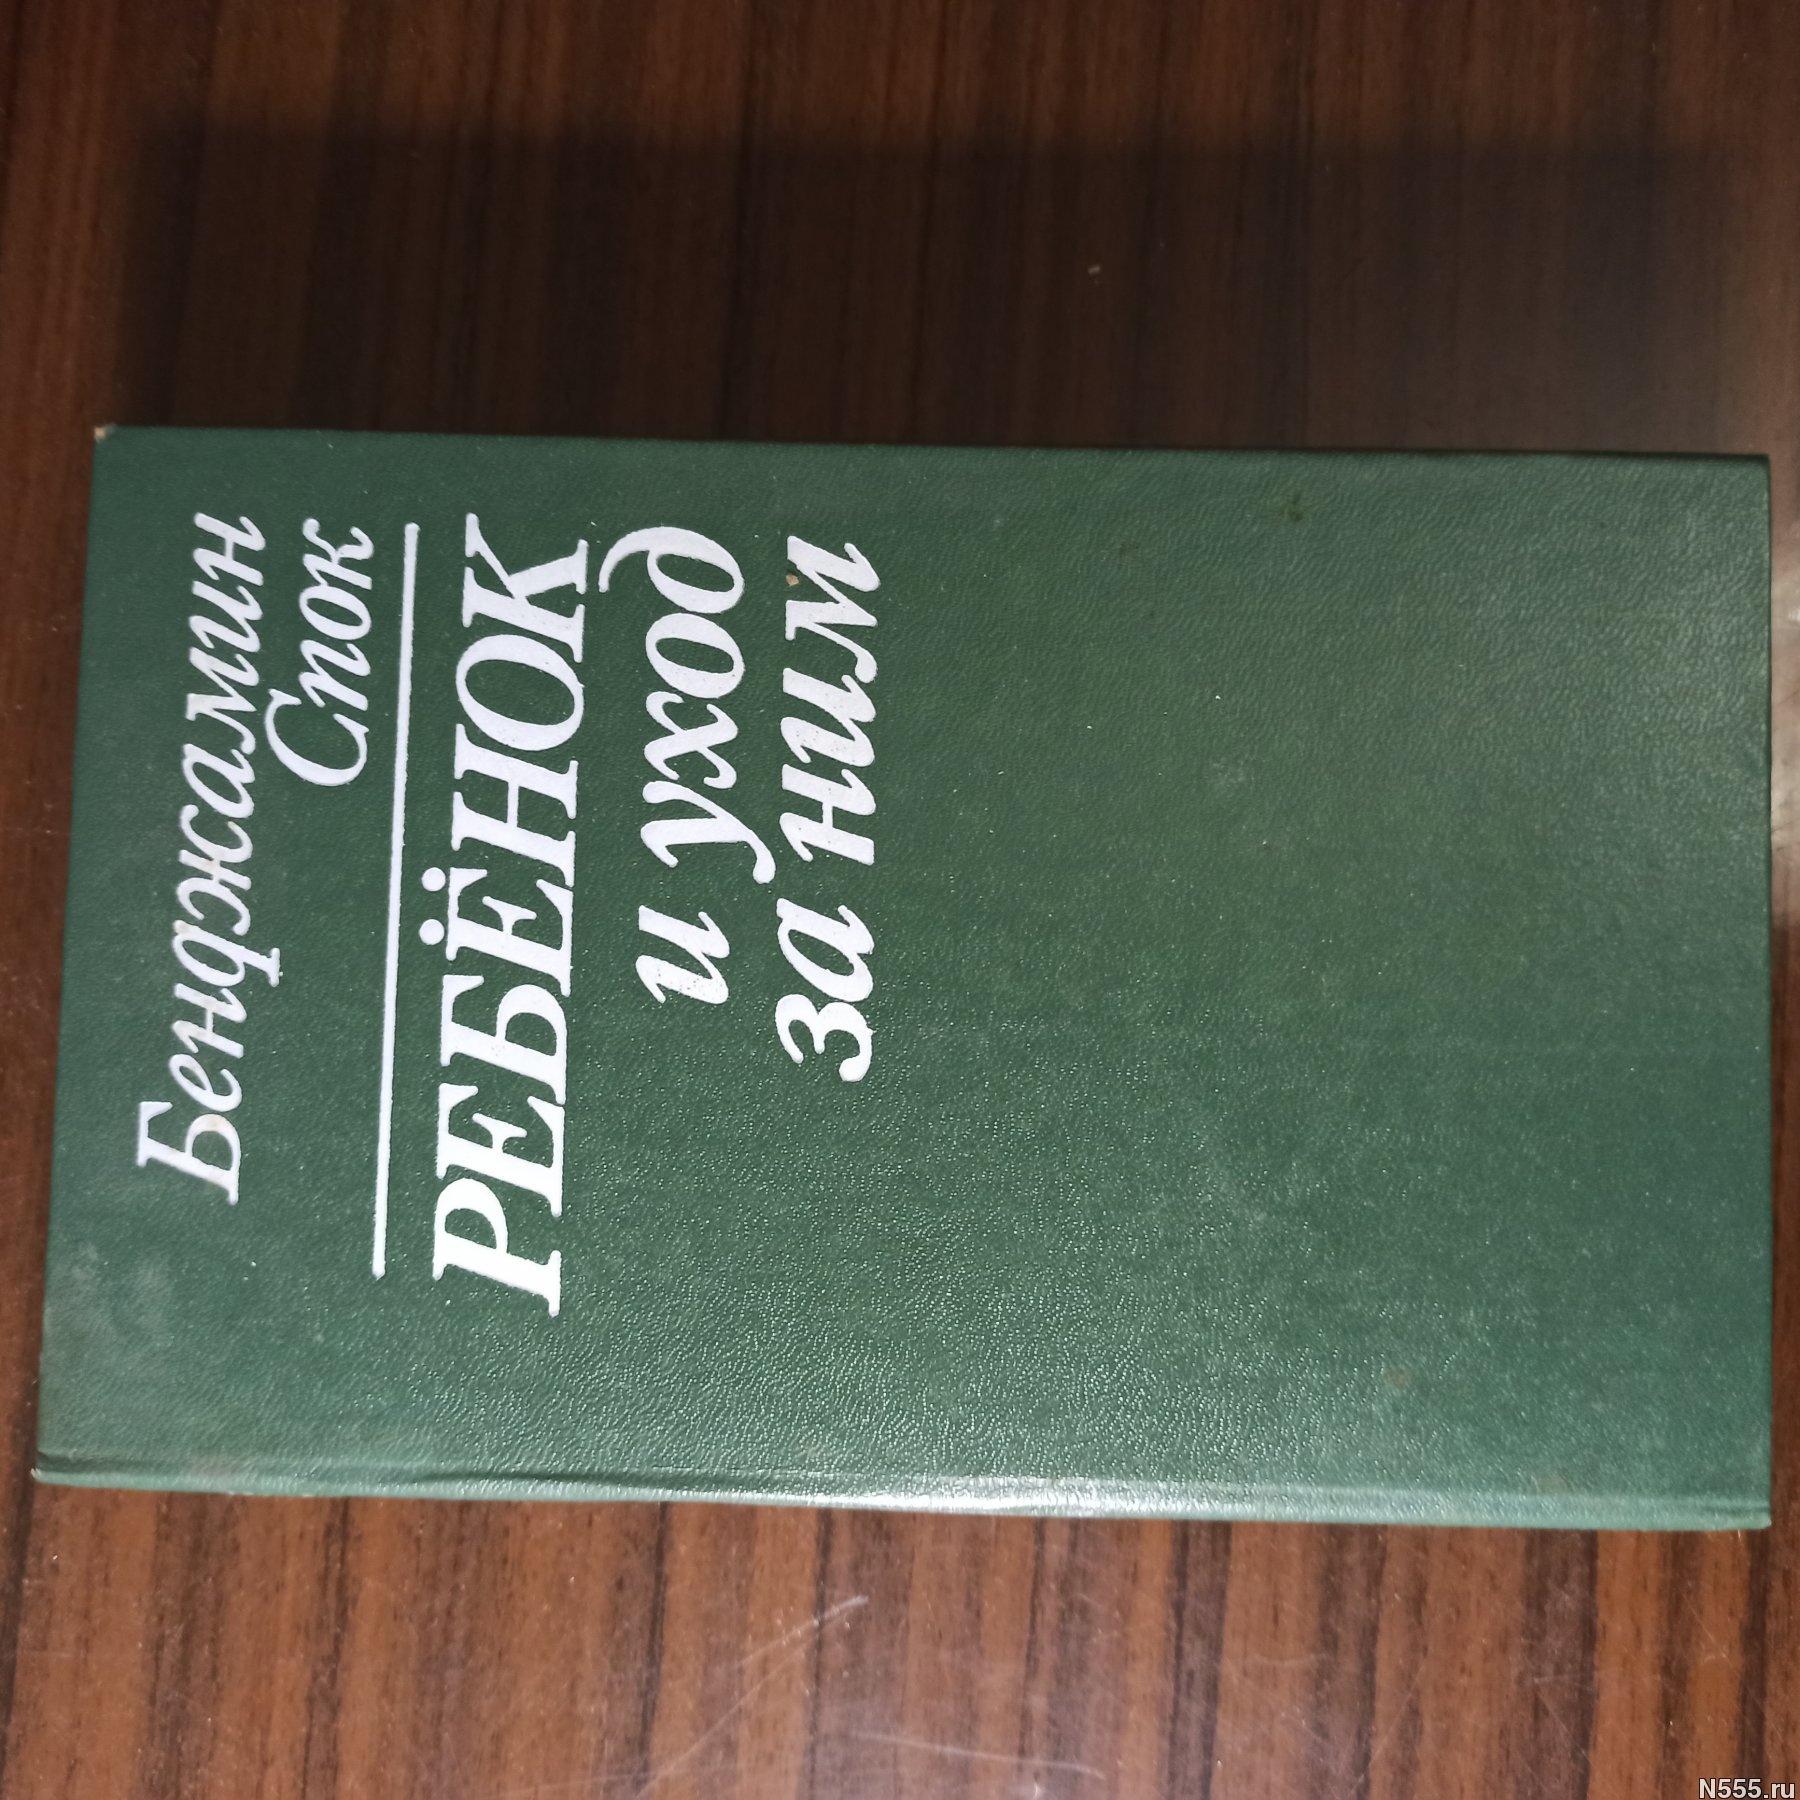 Бенджамин
Спок
РЕБЁНОК
и уход
за ним
N555.ru